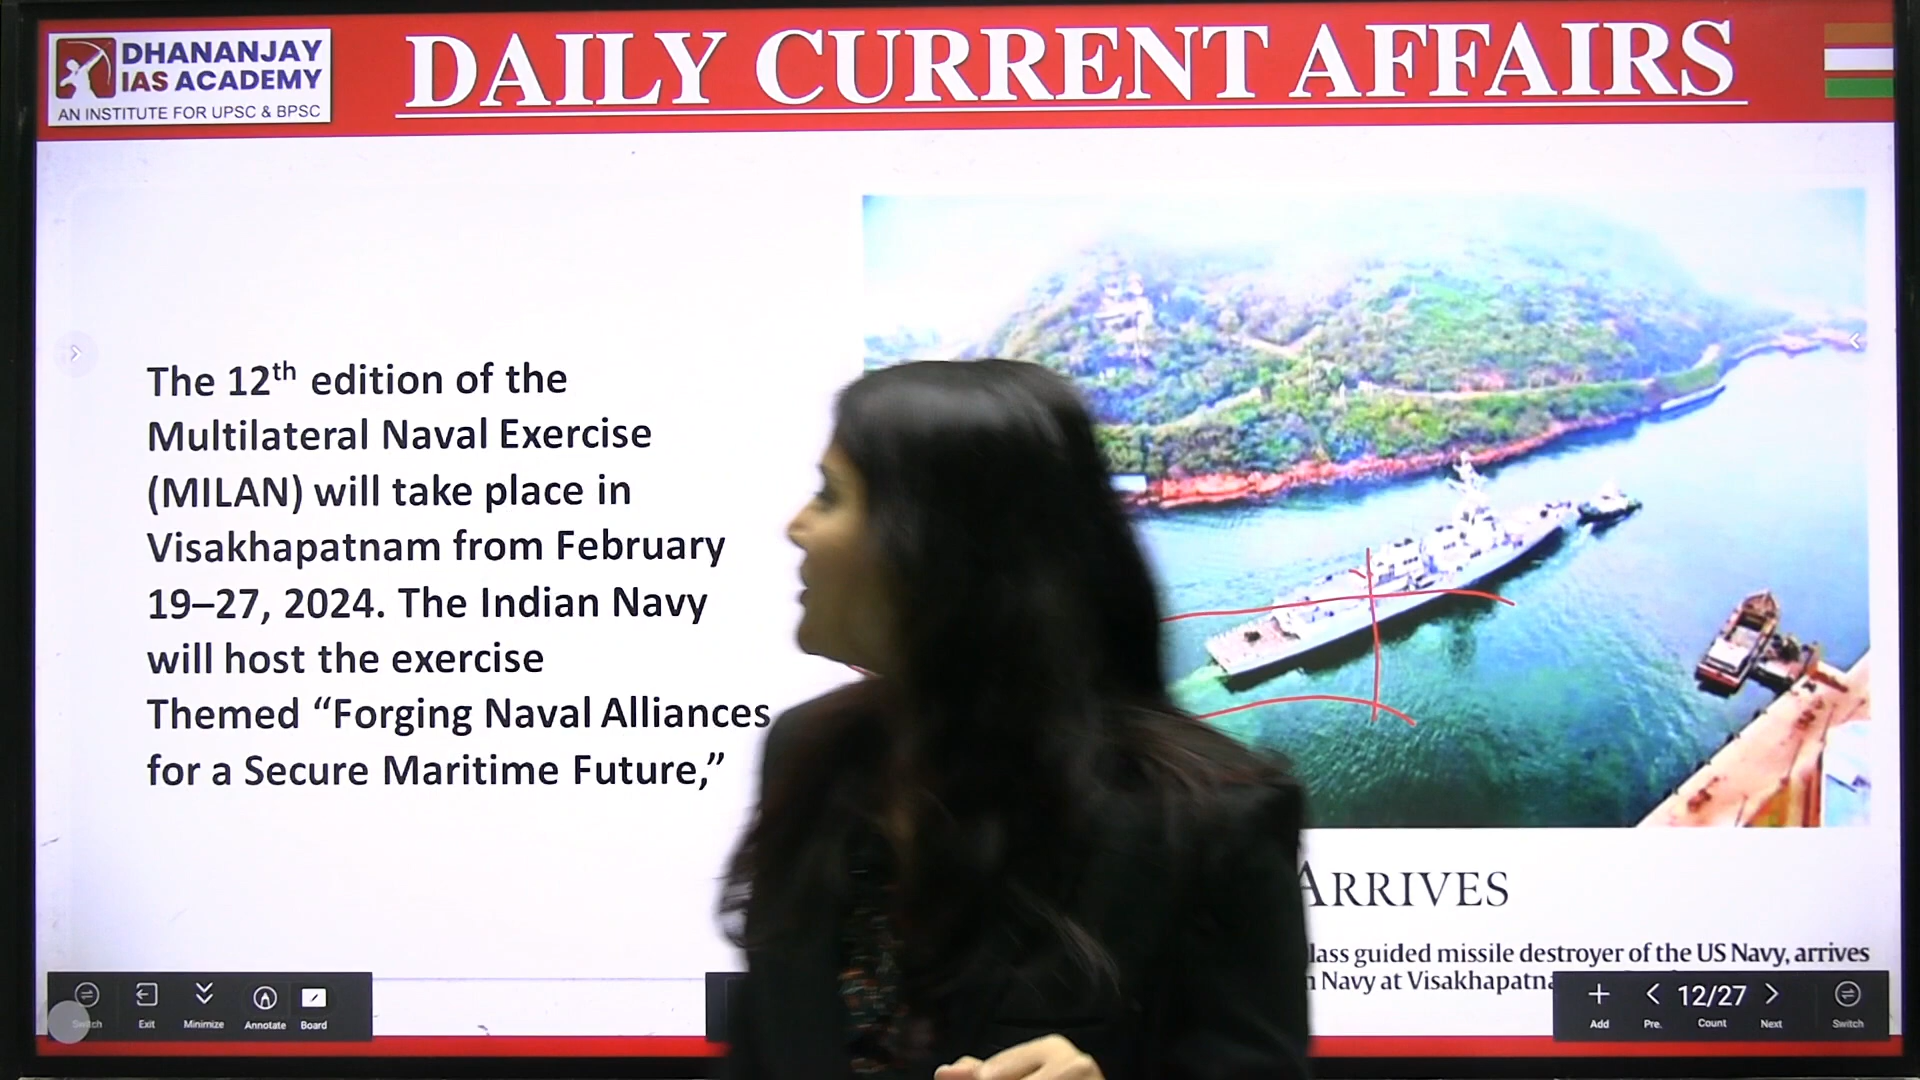 DHANANJAY
IAS ACADEMY
AN INSTITUTE FOR UPSC & BPSC
DAILY CURRENT AFFAIRS
The 12th edition of the
Multilateral Naval Exercise
(MILAN) will take place in
Visakhapatnam from February
19–27, 2024. The Indian Navy
will host the exercise
Themed “Forging Naval Alliances
for a Secure Maritime Future,”
ARRIVES
guided missile destroyer of the US Navy, arrives
Navy at
Switch
Exit
Minimize
Annotate
Board
Add
Pre.
12/27
Count
Next
Switch